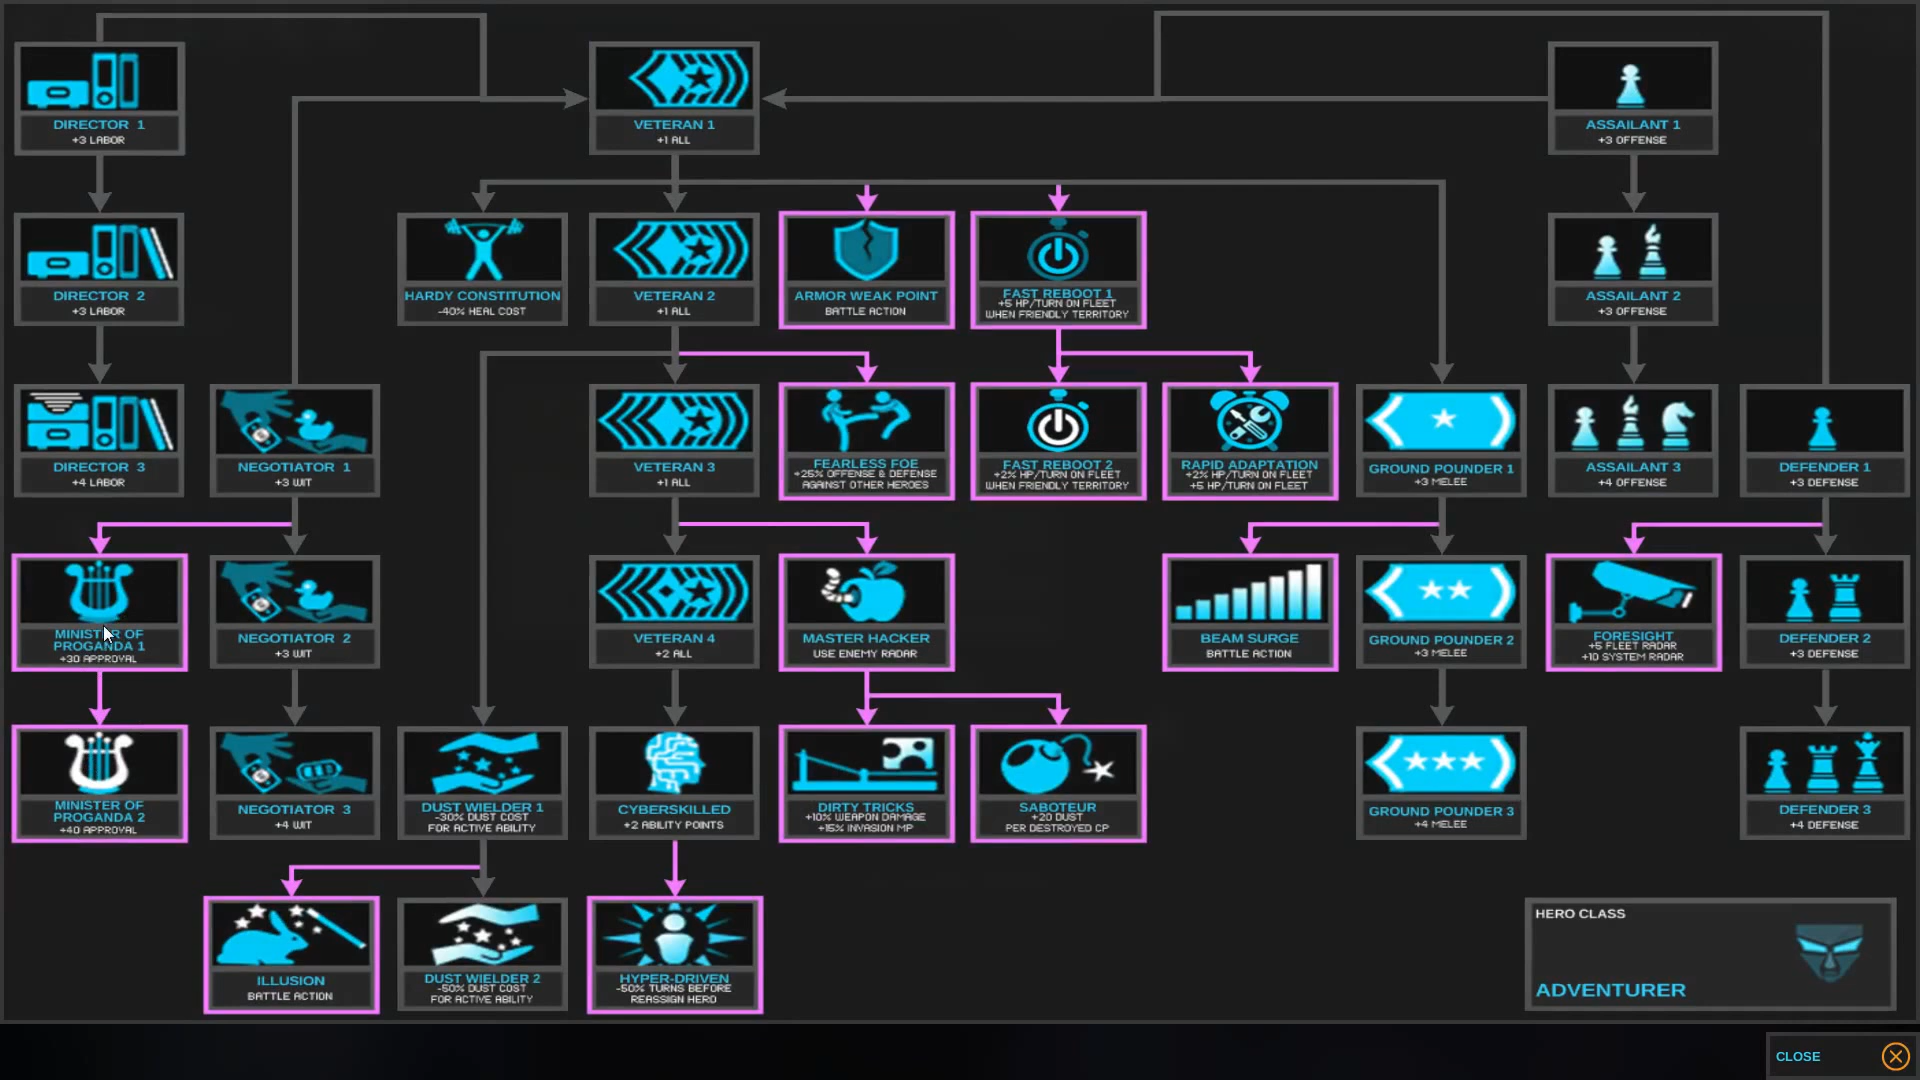 DIRECTOR 1
+3 LABOR
VETERAN 1
+1 ALL
ASSAILANT 1
+3 OFFENSE
DIRECTOR 2
+3 LABOR
HARDY CONSTITUTION
-40% HEAL COST
VETERAN 2
+1 ALL
ARMOR WEAK POINT
BATTLE ACTION
FAST REBOOT 1
+5 HP/TURN ON FLEET
WHEN FRIENDLY TERRITORY
ASSAILANT 2
+3 OFFENSE
DIRECTOR 3
+4 LABOR
NEGOTIATOR 1
+3 WIT
VETERAN 3
+1 ALL
FEARLESS FOE
+25% OFFENSE & DEFENSE
AGAINST OTHER HEROES
FAST REBOOT 2
+2% HP/TURN ON FLEET
WHEN FRIENDLY TERRITORY
RAPID ADAPTATION
+2% HP/TURN ON FLEET
+5 HP/TURN ON FLEET
GROUND POUNDER 1
+3 MELEE
ASSAILANT 3
+4 OFFENSE
DEFENDER 1
+3 DEFENSE
MINISTER OF
PROGANDA 1
+30 APPROVAL
NEGOTIATOR 2
+3 WIT
VETERAN 4
+2 ALL
MASTER HACKER
USE ENEMY RADAR
BEAM SURGE
BATTLE ACTION
GROUND POUNDER 2
+3 MELEE
FORESIGHT
+5 FLEET RADAR
+10 SYSTEM RADAR
DEFENDER 2
+3 DEFENSE
MINISTER OF
PROGANDA 2
+40 APPROVAL
NEGOTIATOR 3
+4 WIT
DUST WIELDER 1
-30% DUST COST
FOR ACTIVE ABILITY
CYBERSKILLED
+2 ABILITY POINTS
DIRTY TRICKS
+10% WEAPON DAMAGE
+15% INVASION MP
SABOTEUR
+20 DUST
PER DESTROYED CP
GROUND POUNDER 3
+4 MELEE
DEFENDER 3
+4 DEFENSE
ILLUSION
BATTLE ACTION
DUST WIELDER 2
-50% DUST COST
FOR ACTIVE ABILITY
HYPER-DRIVEN
-50% TURNS BEFORE
REASSIGN HERO
HERO CLASS
ADVENTURER
CLOSE